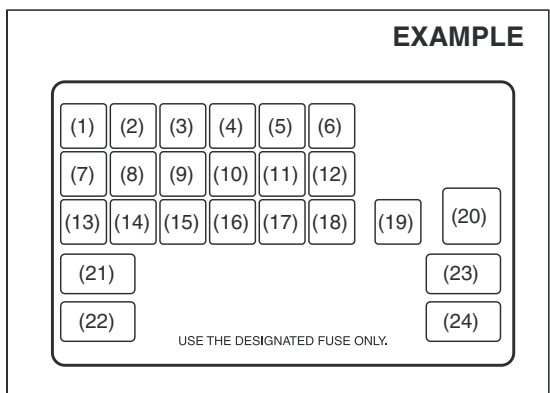 EXAMPLE
(1) (2) (3) (4) (5) (6)
(7) (8) (9) (10) (11) (12)
(13) (14) (15) (16) (17) (18) (19) (20)
(21) (23)
(22) (24)
USE THE DESIGNATED FUSE ONLY.